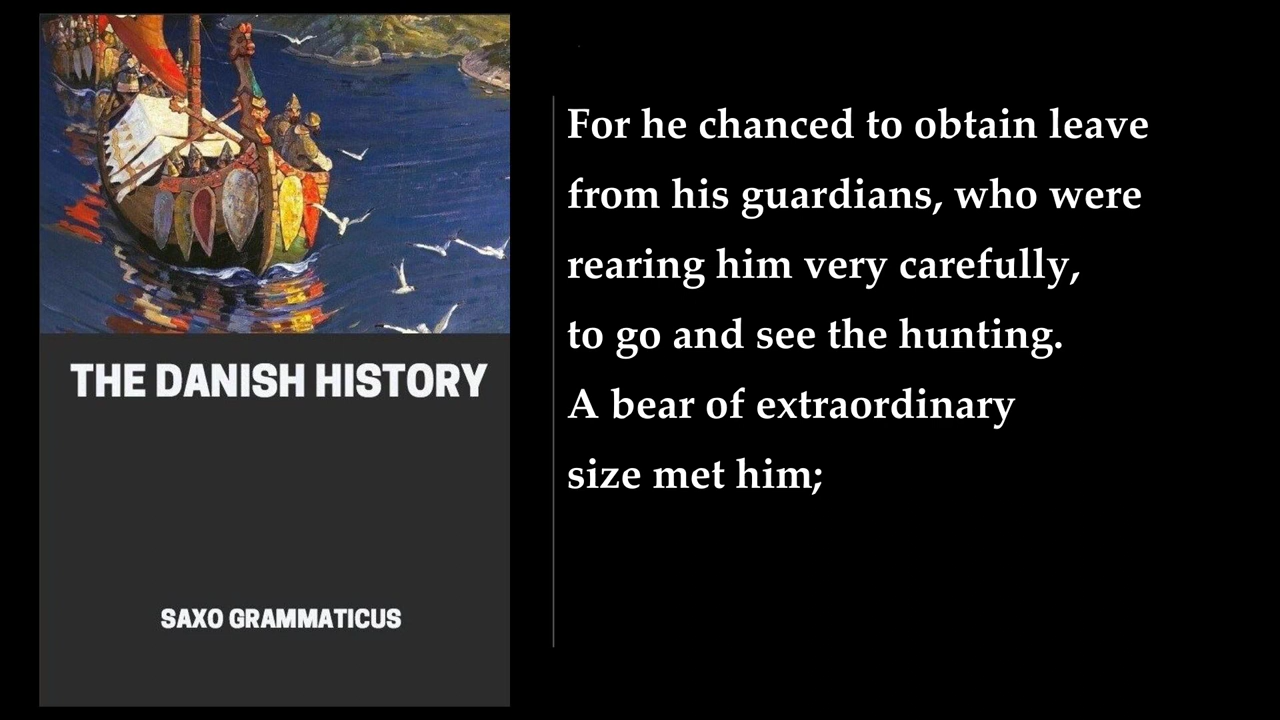 THE DANISH HISTORY
SAXO GRAMMATICUS
For he chanced to obtain leave
from his guardians, who were
rearing him very carefully,
to go and see the hunting.
A bear of extraordinary
size met him;